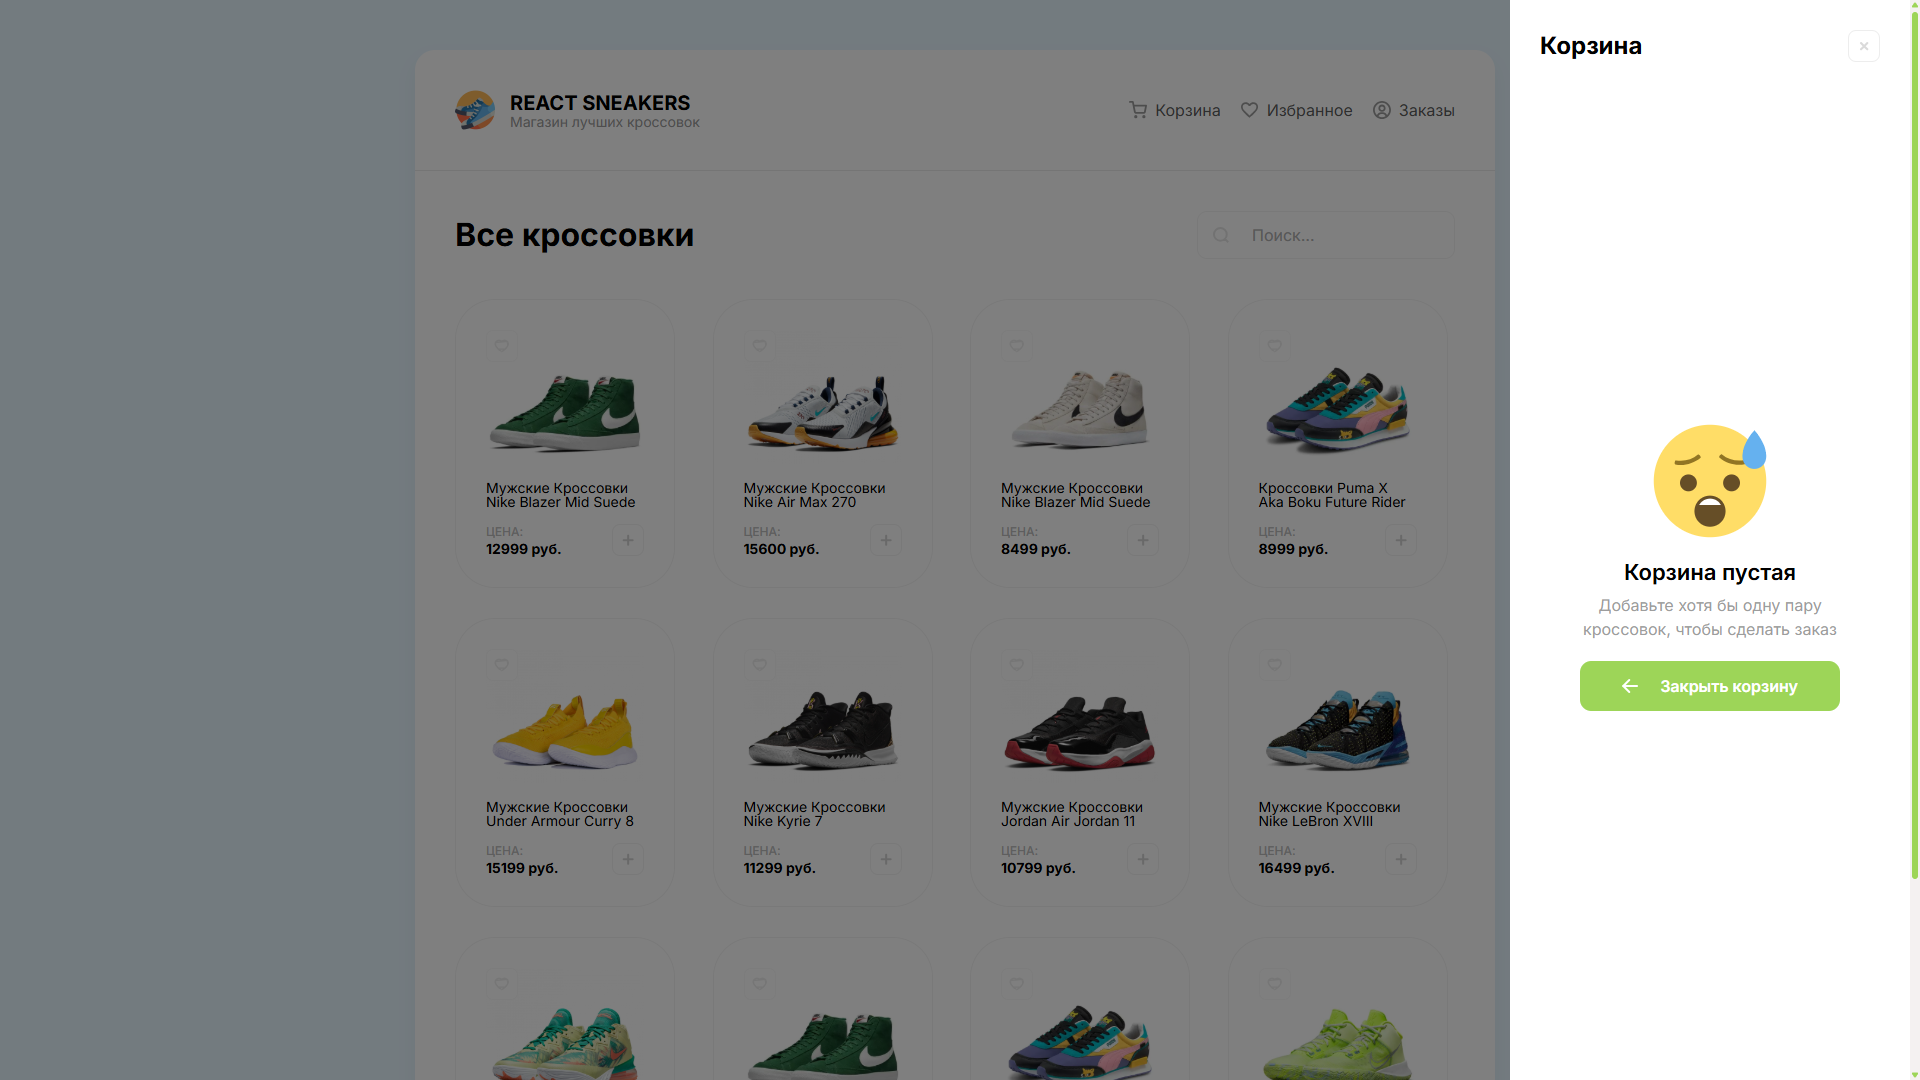 REACT SNEAKERS
Магазин лучших кроссовок
Корзина
Избранное
Заказы
Все кроссовки
Поиск...
Мужские Кроссовки
Nike Blazer Mid Suede
ЦЕНА:
12999 руб.
Мужские Кроссовки
Nike Air Max 270
ЦЕНА:
15600 руб.
Мужские Кроссовки
Nike Blazer Mid Suede
ЦЕНА:
8499 руб.
Кроссовки Puma X
Aka Boku Future Rider
ЦЕНА:
8999 руб.
Мужские Кроссовки
Under Armour Curry 8
ЦЕНА:
15199 руб.
Мужские Кроссовки
Nike Kyrie 7
ЦЕНА:
11299 руб.
Мужские Кроссовки
Jordan Air Jordan 11
ЦЕНА:
10799 руб.
Мужские Кроссовки
Nike LeBron XVIII
ЦЕНА:
16499 руб.
Корзина
Корзина пустая
Добавьте хотя бы одну пару
кроссовок, чтобы сделать заказ
Закрыть корзину